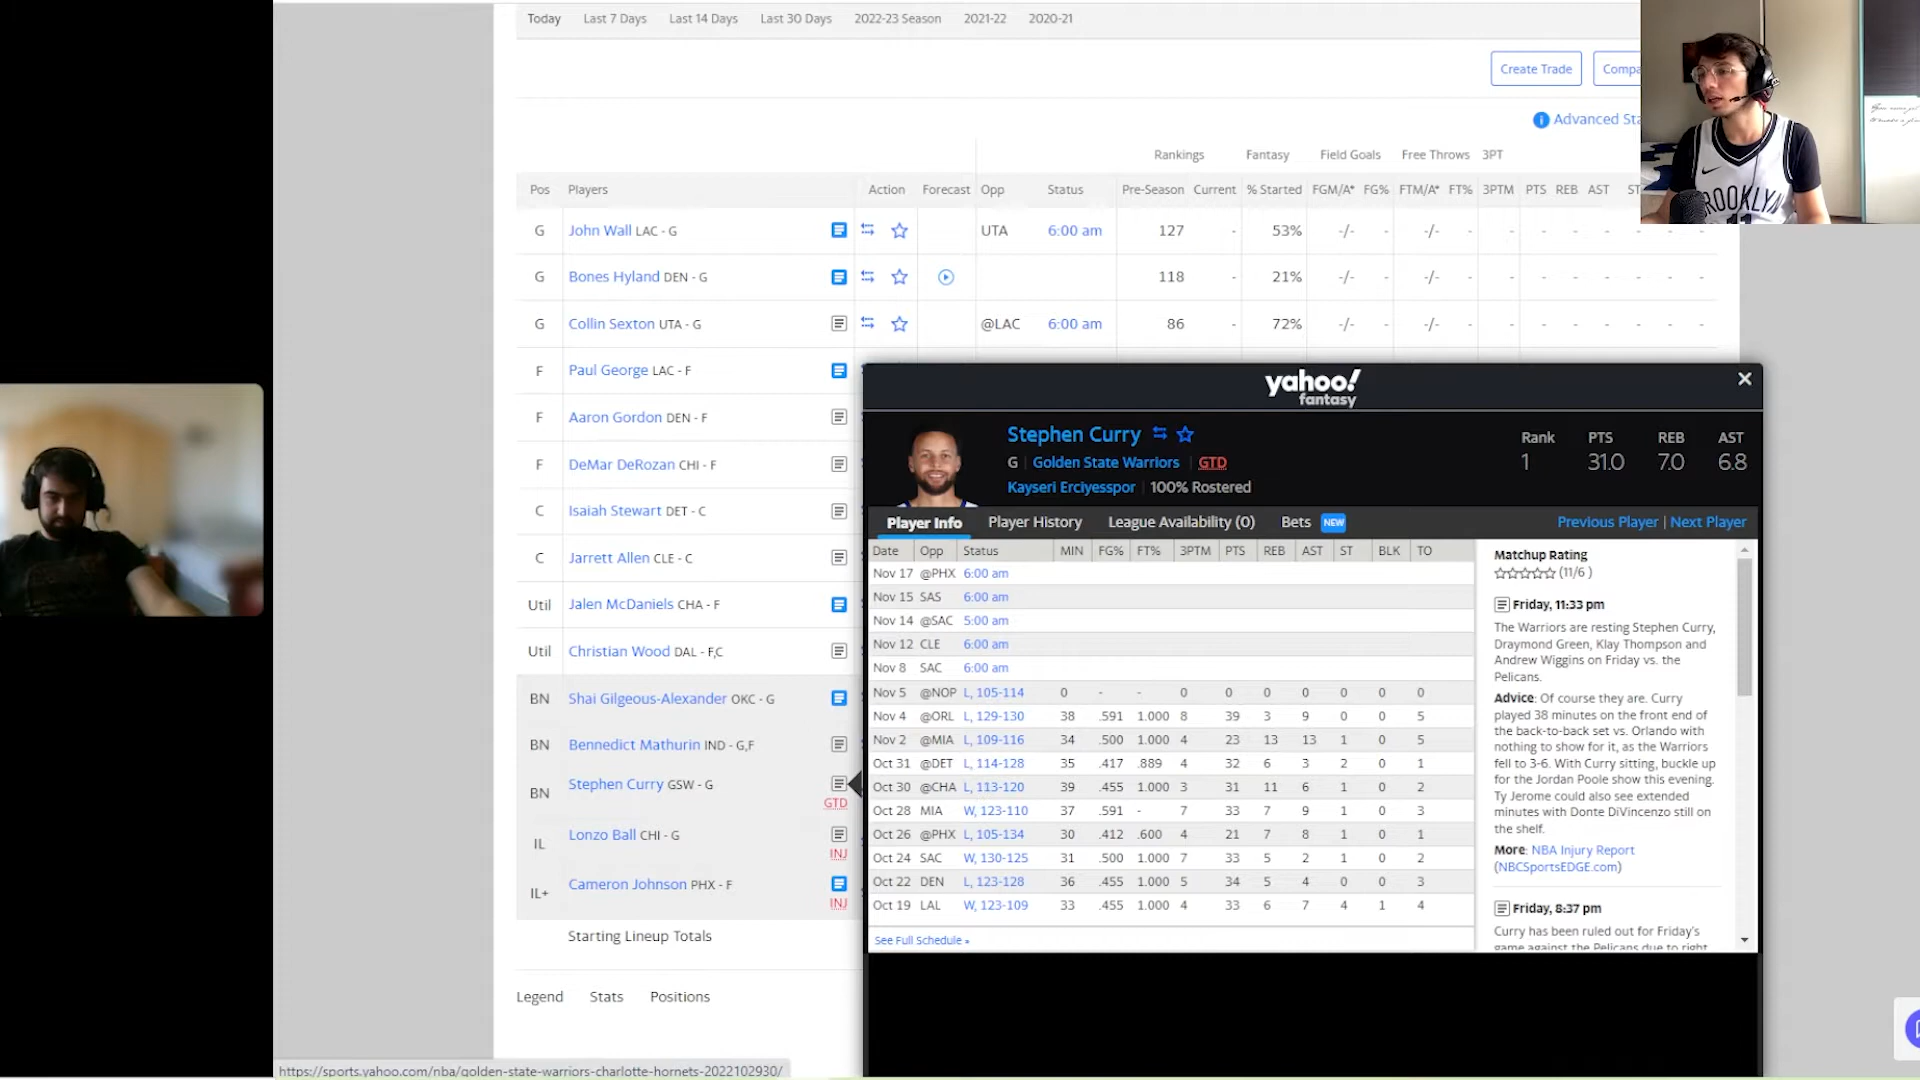 Today Last 7 Days Last 14 Days Last 30 Days 2022-23 Season 2021-22 2020-21
Create Trade
Advanced
Rankings Fantasy Field Goals Free Throws 3PT
Pos Players Action Forecast Opp Status Pre-Season Current % Started FGM/A* FG% FTM/A* FT% 3PTM PTS REB AST ST
G John Wall LAC - G UTA 6:00 am 127 - 53% -/- - -/- - - - - - - - -
G Bones Hyland DEN - G 118 - 21% -/- - -/- - - - - - - - -
G Collin Sexton UTA - G @LAC 6:00 am 86 - 72% -/- - -/- - - - - - - - -
F Paul George LAC - F
F Aaron Gordon DEN - F
F DeMar DeRozan CHI - F
C Isaiah Stewart DET - C
C Jarrett Allen CLE - C
Util Jalen McDaniels CHA - F
Util Christian Wood DAL - F,C
BN Shai Gilgeous-Alexander OKC - G
BN Bennedict Mathurin IND - G,F
BN Stephen Curry GSW - G
GTD
IL Lonzo Ball CHI - G
INJ
IL+ Cameron Johnson PHX - F
INJ
Starting Lineup Totals
Legend Stats Positions
https://sports.yahoo.com/nba/golden-state-warriors-charlotte-hornets-2022102930/
yahoo!
fantasy
Stephen Curry
G Golden State Warriors GTD
Kayseri Erciyesspor 100% Rostered
Rank PTS REB AST
1 31.0 7.0 6.8
Player Info Player History League Availability (0) Bets NEW Previous Player | Next Player
Date Opp Status MIN FG% FT% 3PTM PTS REB AST ST BLK TO
Nov 17 @PHX 6:00 am
Nov 15 SAS 6:00 am
Nov 14 @SAC 5:00 am
Nov 12 CLE 6:00 am
Nov 8 SAC 6:00 am
Nov 5 @NOP L, 105-114 0 - - 0 0 0 0 0 0 0
Nov 4 @ORL L, 129-130 38 .591 1.000 8 39 3 9 0 0 5
Nov 2 @MIA L, 109-116 34 .500 1.000 4 23 13 13 1 0 5
Oct 31 @DET L, 114-128 35 .417 .889 4 32 6 3 2 0 1
Oct 30 @CHA L, 113-120 39 .455 1.000 3 31 11 6 1 0 2
Oct 28 MIA W, 123-110 37 .591 - 7 33 7 9 1 0 3
Oct 26 @PHX L, 105-134 30 .412 .600 4 21 7 8 1 0 1
Oct 24 SAC W, 130-125 31 .500 1.000 7 33 5 2 1 0 2
Oct 22 DEN L, 123-128 36 .455 1.000 5 34 5 4 0 0 3
Oct 19 LAL W, 123-109 33 .455 1.000 4 33 6 7 4 1 4
See Full Schedule »
Matchup Rating
(11/6 )
Friday, 11:33 pm
The Warriors are resting Stephen Curry,
Draymond Green, Klay Thompson and
Andrew Wiggins on Friday vs. the
Pelicans.
Advice: Of course they are. Curry
played 38 minutes on the front end of
the back-to-back set vs. Orlando with
nothing to show for it, as the Warriors
fell to 3-6. With Curry sitting, buckle up
for the Jordan Poole show this evening.
Ty Jerome could also see extended
minutes with Donte DiVincenzo still on
the shelf.
More: NBA Injury Report
(NBCSportsEDGE.com)
Friday, 8:37 pm
Curry has been ruled out for Friday's
game against the Pelicans due to right
BROOKLYN
11